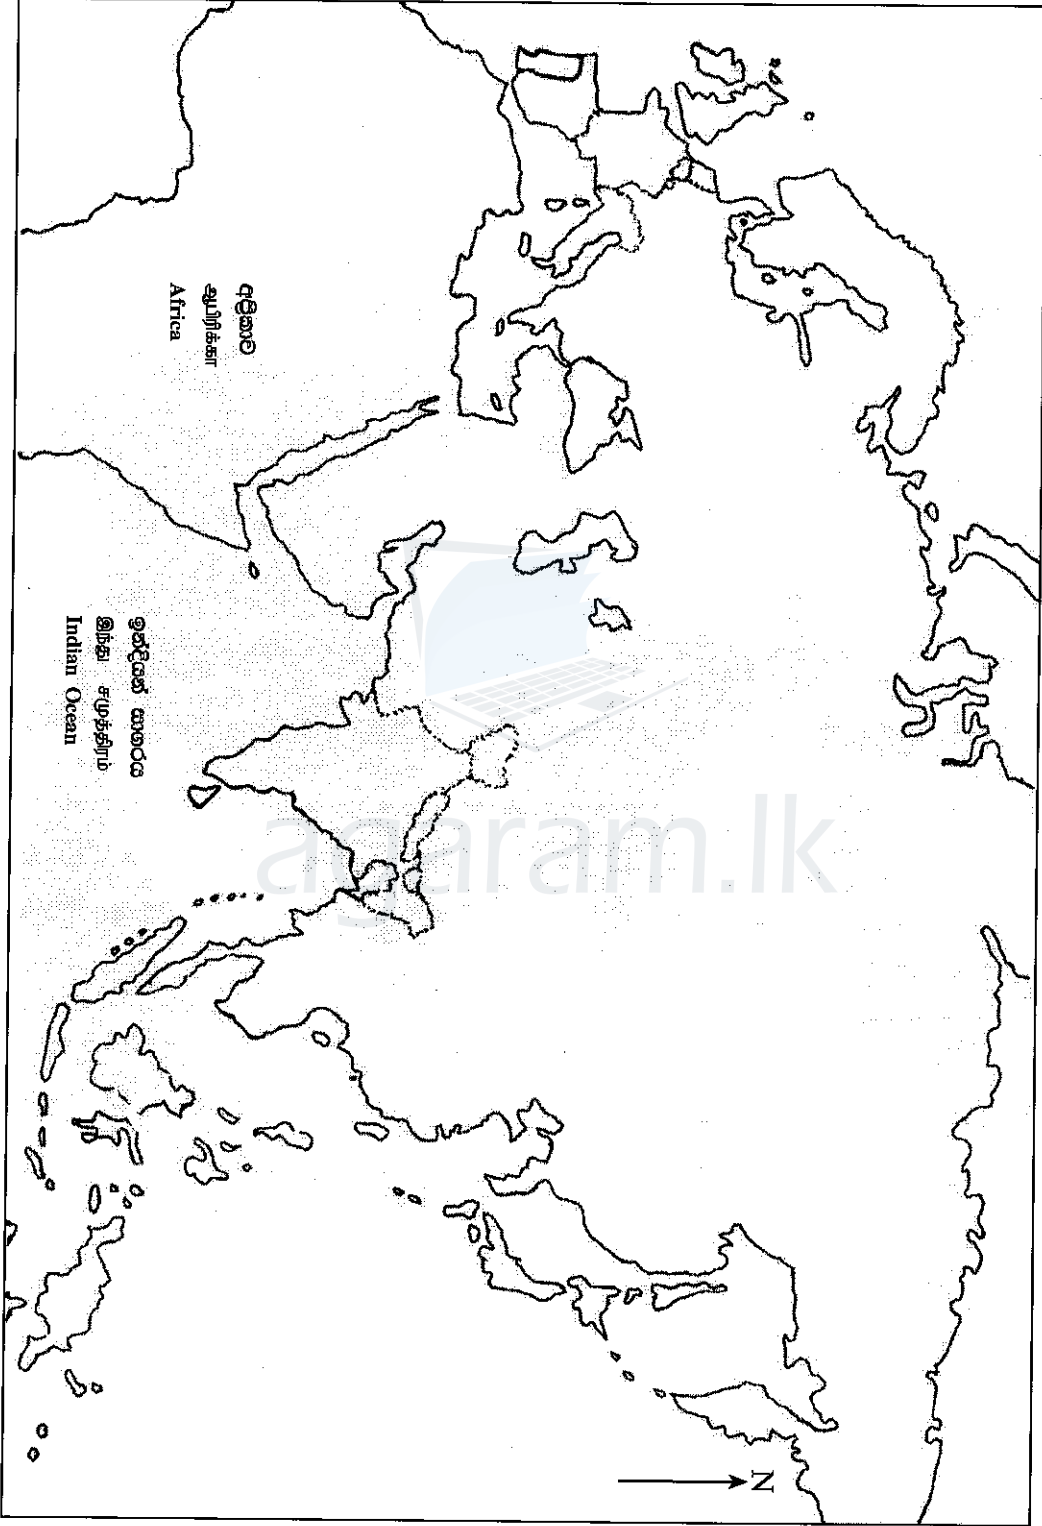 N
අප්‍රිකාව
ஆபிரிக்கா
Africa
ඉන්දියන් සාගරය
இந்து சமுத்திரம்
Indian Ocean
agaram.lk